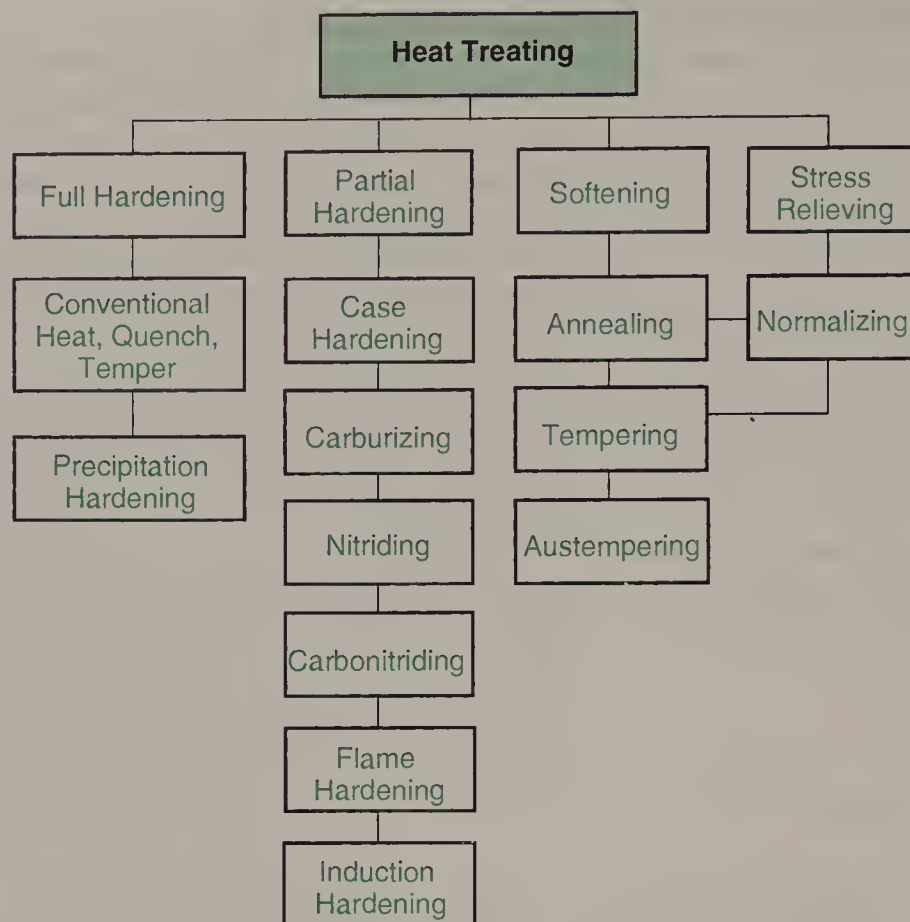 Heat Treating
Full Hardening
Partial
Hardening
Softening
Stress
Relieving
Conventional
Heat, Quench,
Temper
Case
Hardening
Annealing
Normalizing
Precipitation
Hardening
Carburizing
Tempering
Nitriding
Austempering
Carbonitriding
Flame
Hardening
Induction
Hardening